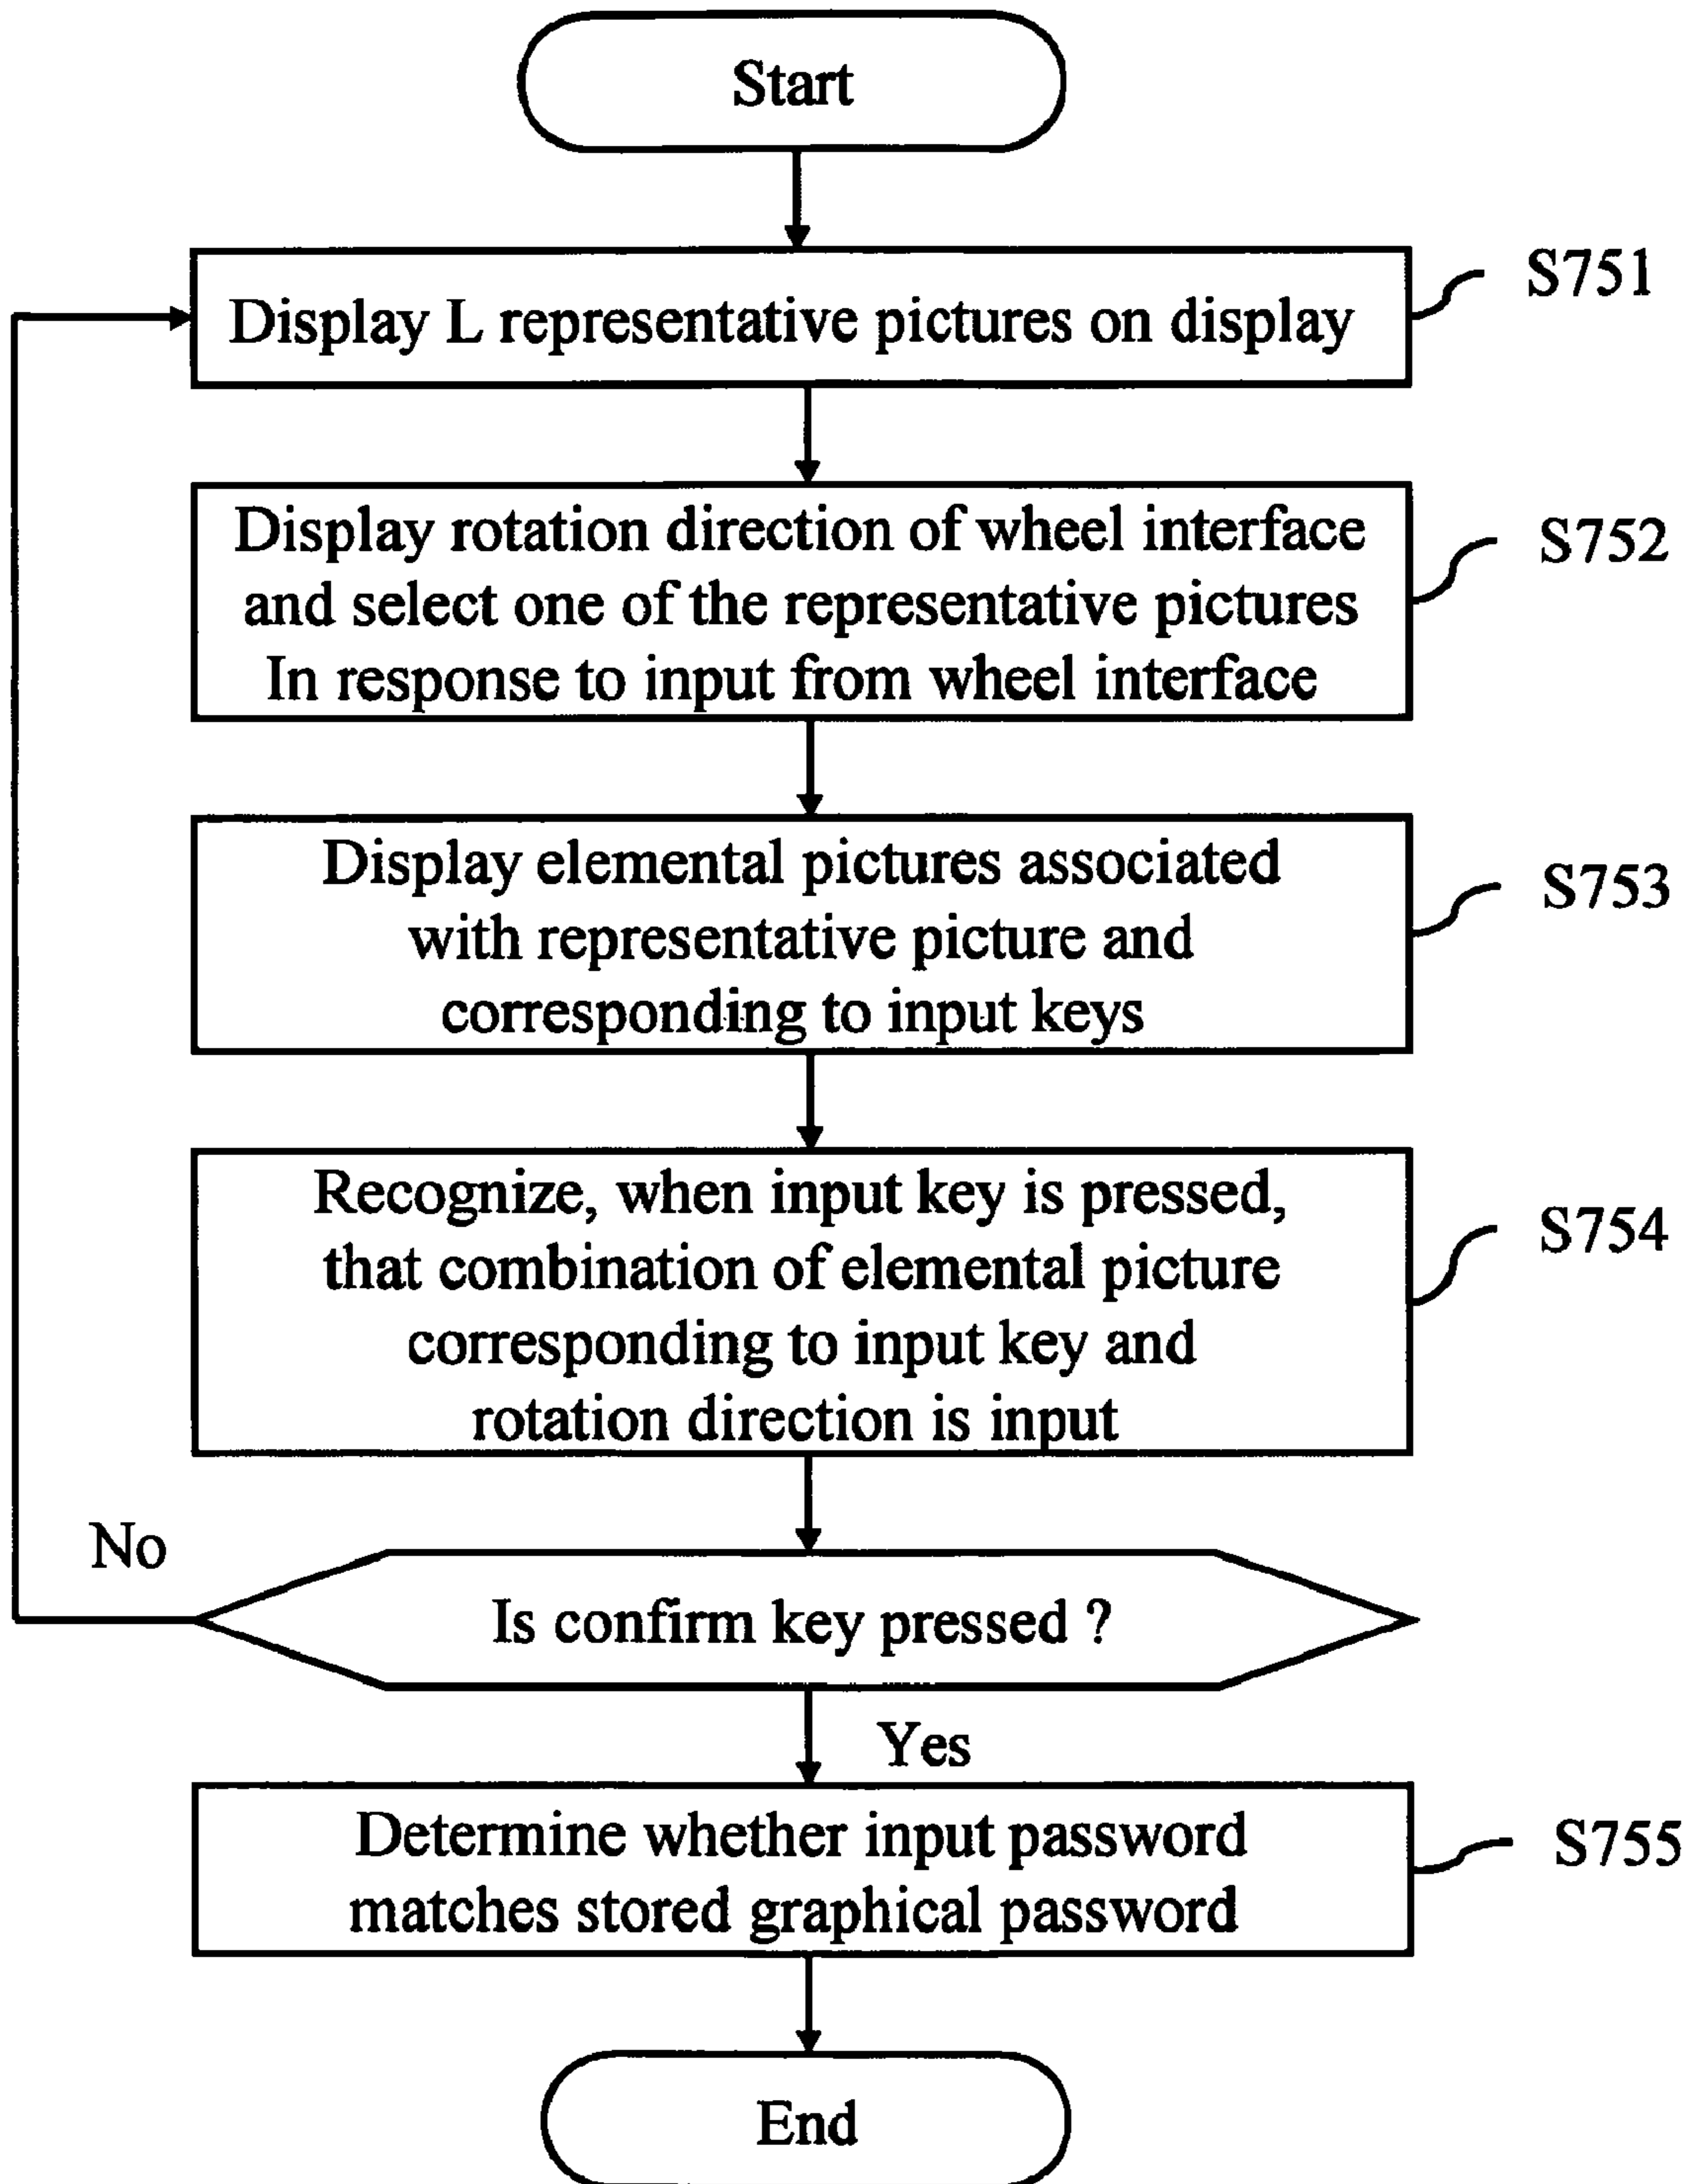 Start
Display L representative pictures on display
S751
Display rotation direction of wheel interface
and select one of the representative pictures
In response to input from wheel interface
S752
Display elemental pictures associated
with representative picture and
corresponding to input keys
S753
Recognize, when input key is pressed,
that combination of elemental picture
corresponding to input key and
rotation direction is input
S754
No
Is confirm key pressed ?
Yes
Determine whether input password
matches stored graphical password
S755
End